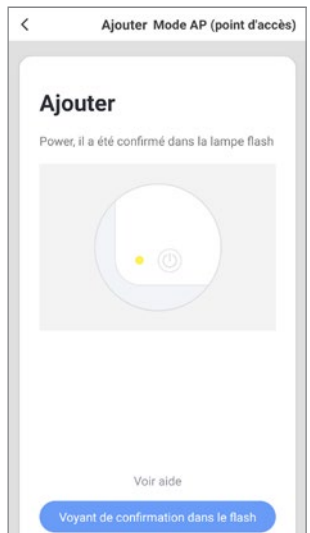 Ajouter Mode AP (point d'accès)
Ajouter
Power, il a été confirmé dans la lampe flash
Voir aide
Voyant de confirmation dans le flash